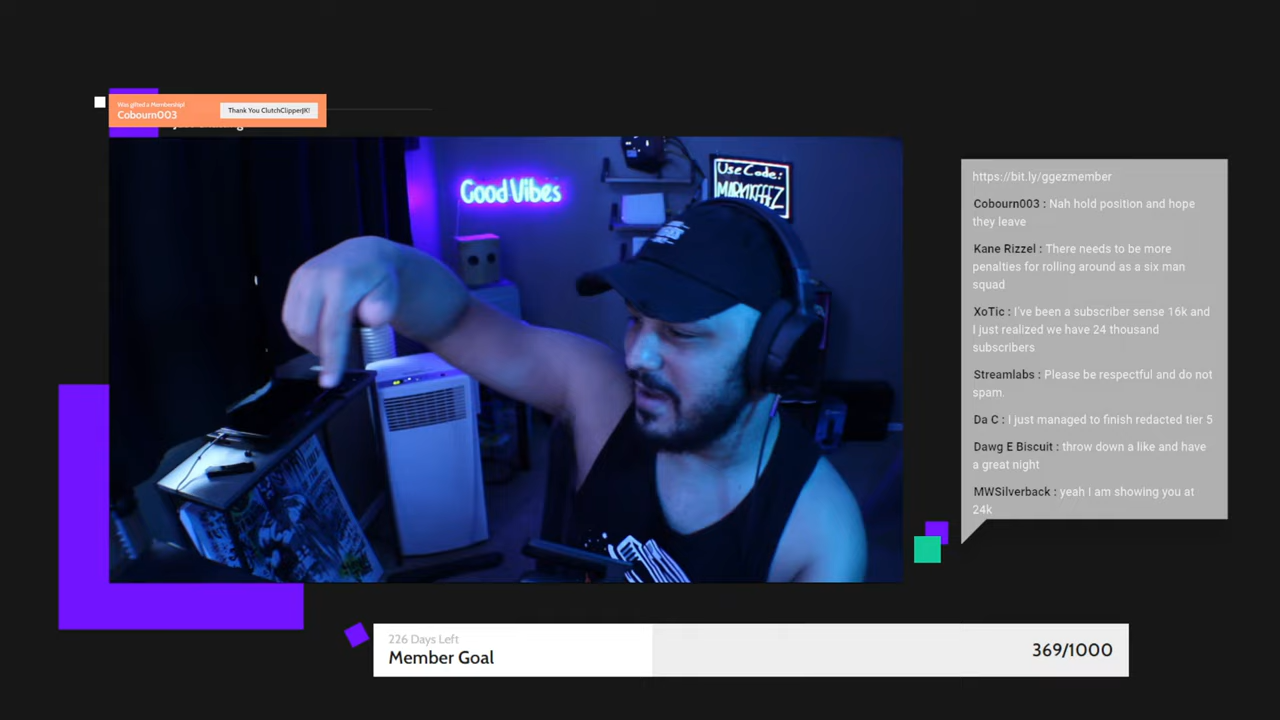 Was gifted a Membership!
Cobourn003
Thank You ClutchClipperJK!
Good Vibes
Use Code:
https://bit.ly/ggezmember
Cobourn003 : Nah hold position and hope
they leave
Kane Rizzel : There needs to be more
penalties for rolling around as a six man
squad
XoTic : I've been a subscriber sense 16k and
I just realized we have 24 thousand
subscribers
Streamlabs : Please be respectful and do not
spam.
Da C : I just managed to finish redacted tier 5
Dawg E Biscuit : throw down a like and have
a great night
MWSilverback : yeah I am showing you at
24k
226 Days Left
Member Goal
369/1000